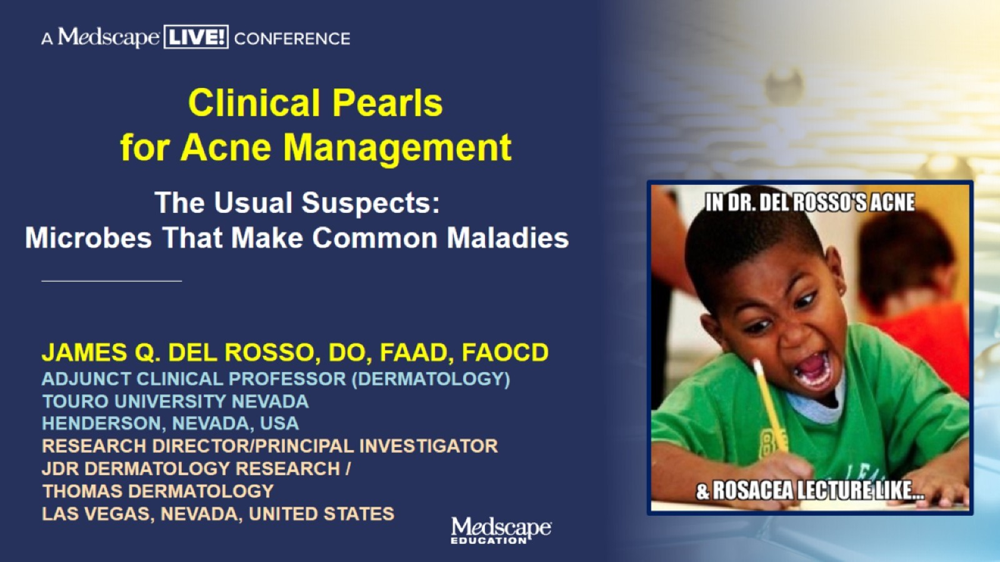 A Medscape LIVE! CONFERENCE
Clinical Pearls
for Acne Management
The Usual Suspects:
Microbes That Make Common Maladies
JAMES Q. DEL ROSSO, DO, FAAD, FAOCD
ADJUNCT CLINICAL PROFESSOR (DERMATOLOGY)
TOURO UNIVERSITY NEVADA
HENDERSON, NEVADA, USA
RESEARCH DIRECTOR/PRINCIPAL INVESTIGATOR
JDR DERMATOLOGY RESEARCH /
THOMAS DERMATOLOGY
LAS VEGAS, NEVADA, UNITED STATES
Medscape
EDUCATION
IN DR. DEL ROSSO'S ACNE
& ROSACEA LECTURE LIKE...